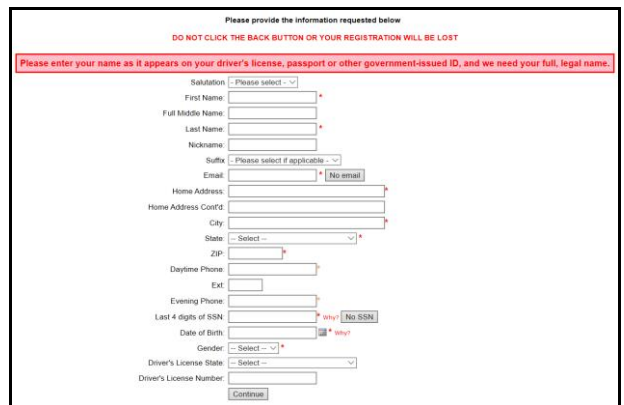 Please provide the information requested below
DO NOT CLICK THE BACK BUTTON OR YOUR REGISTRATION WILL BE LOST
Please enter your name as it appears on your driver's license, passport or other government-issued ID, and we need your full, legal name.
Salutation - Please select -
First Name: *
Full Middle Name:
Last Name: *
Nickname:
Suffix - Please select if applicable -
Email: * No email
Home Address: *
Home Address Cont'd:
City: *
State: -- Select -- *
ZIP: *
Daytime Phone: *
Ext:
Evening Phone: *
Last 4 digits of SSN: * Why? No SSN
Date of Birth: * Why?
Gender: -- Select -- *
Driver's License State: -- Select --
Driver's License Number:
Continue